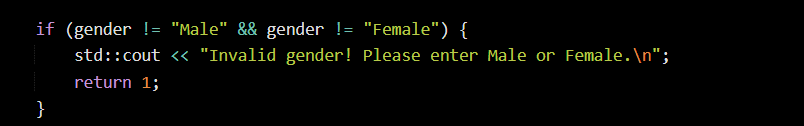 if (gender != "Male" && gender != "Female") {
    std::cout << "Invalid gender! Please enter Male or Female.\n";
    return 1;
}